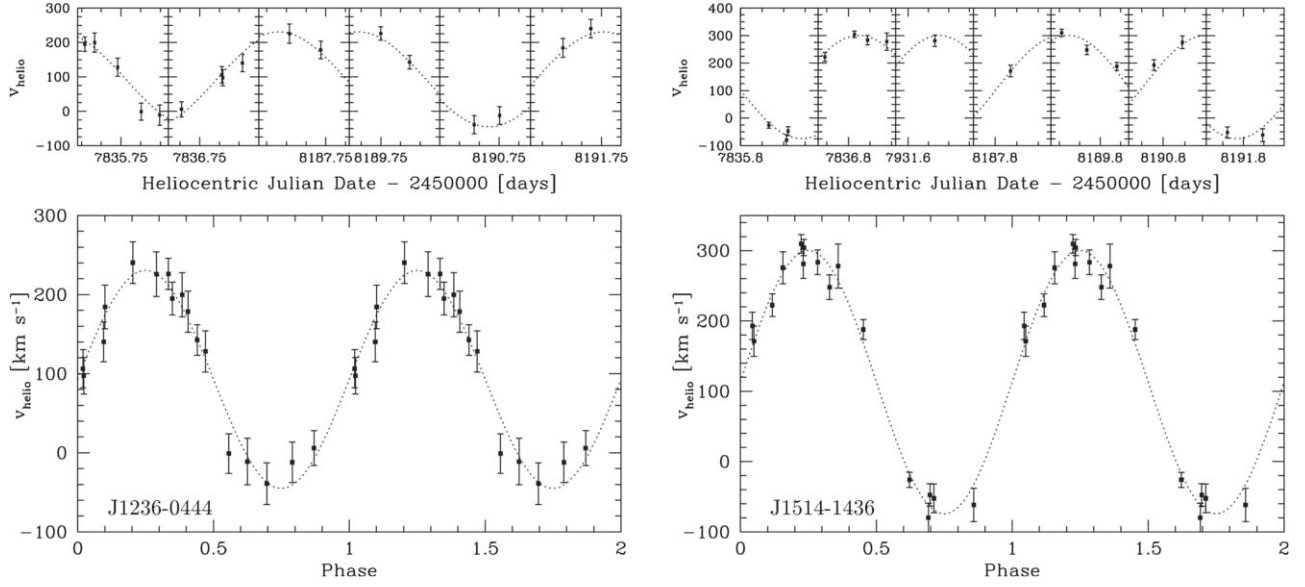 300
200
100
0
−100
v_helio
7835.75 7836.75 8187.75 8189.75 8190.75 8191.75
Heliocentric Julian Date − 2450000 [days]
400
300
200
100
0
−100
v_helio
7835.8 7836.8 7931.6 8187.8 8189.8 8190.8 8191.8
Heliocentric Julian Date − 2450000 [days]
300
200
100
0
−100
v_helio [km s⁻¹]
J1236-0444
0 0.5 1 1.5 2
Phase
300
200
100
0
−100
v_helio [km s⁻¹]
J1514-1436
0 0.5 1 1.5 2
Phase